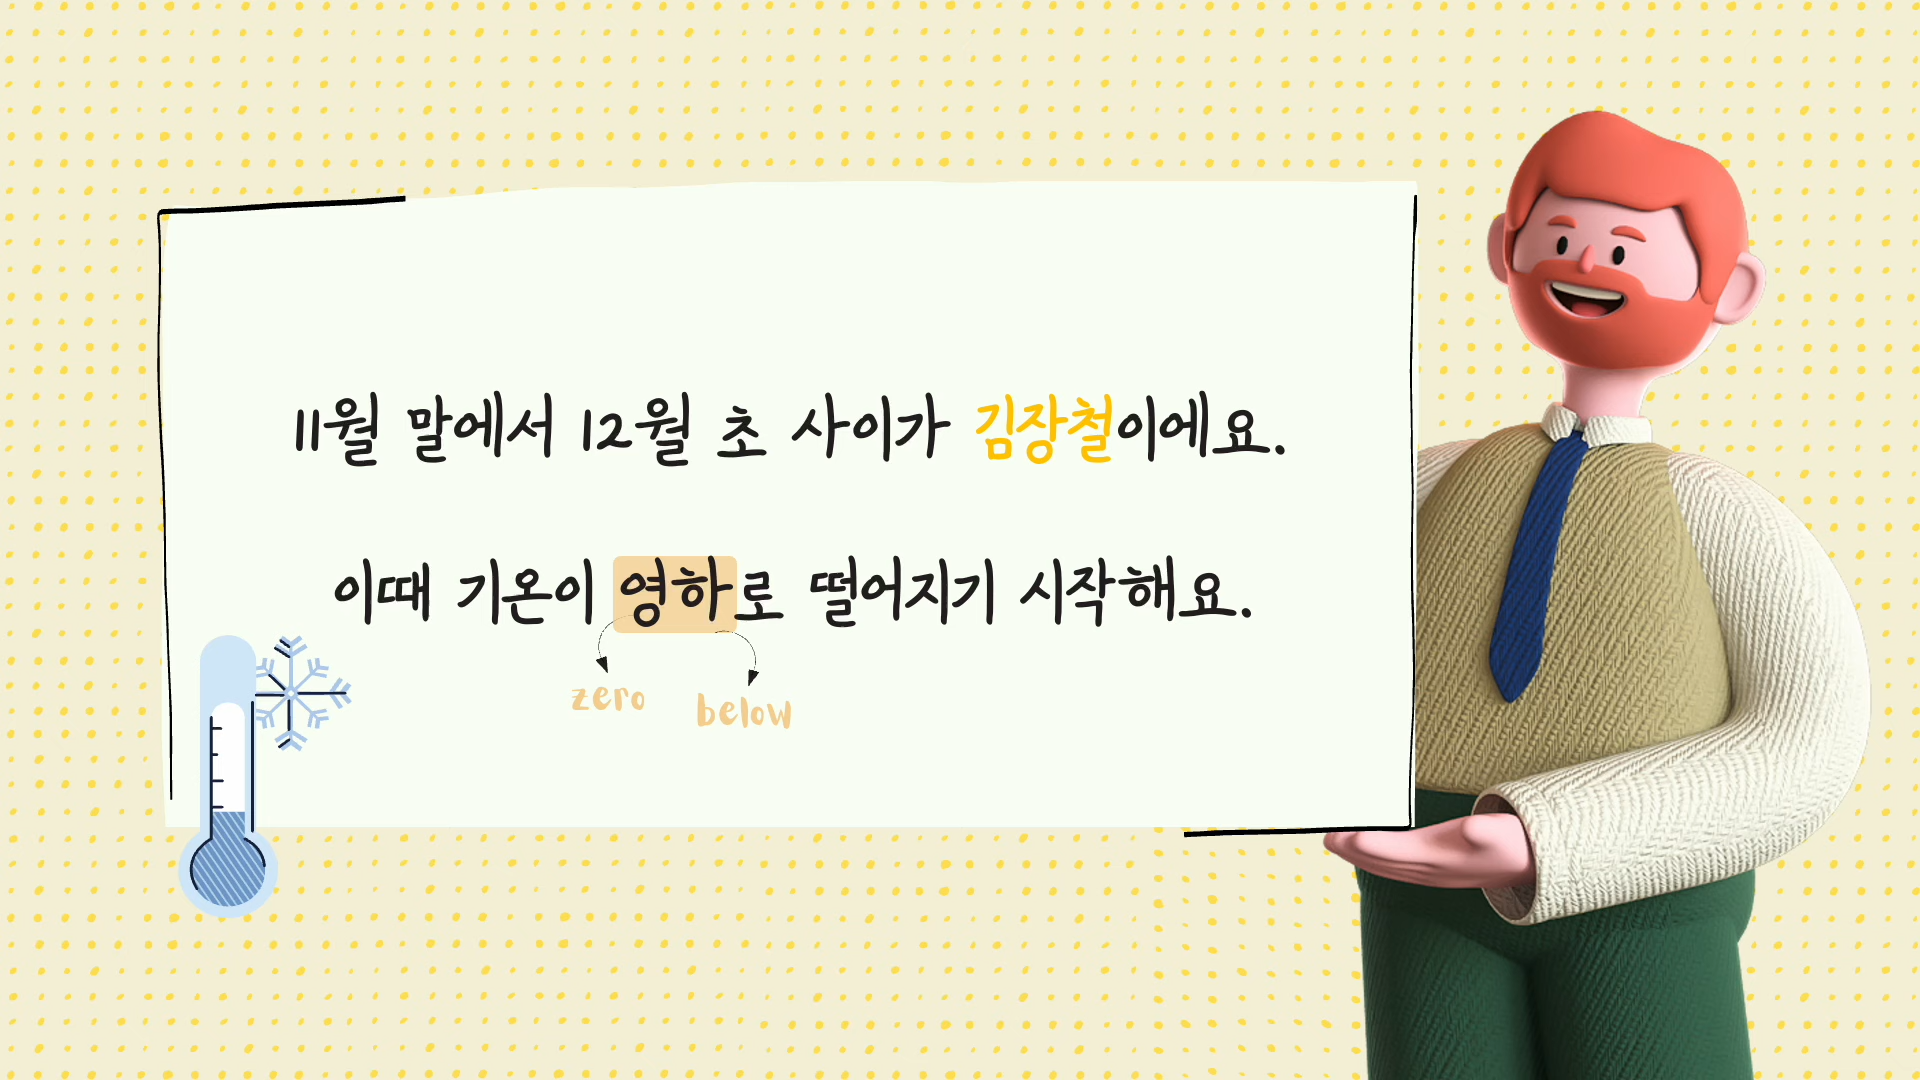 11월 말에서 12월 초 사이가 김장철이에요.
이때 기온이 영하로 떨어지기 시작해요.
zero below